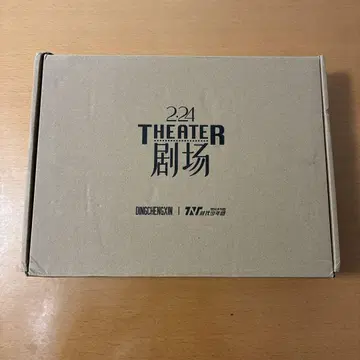 2.24
THEATER
剧场
DINGCHENGXIN | TNT 时代少年团